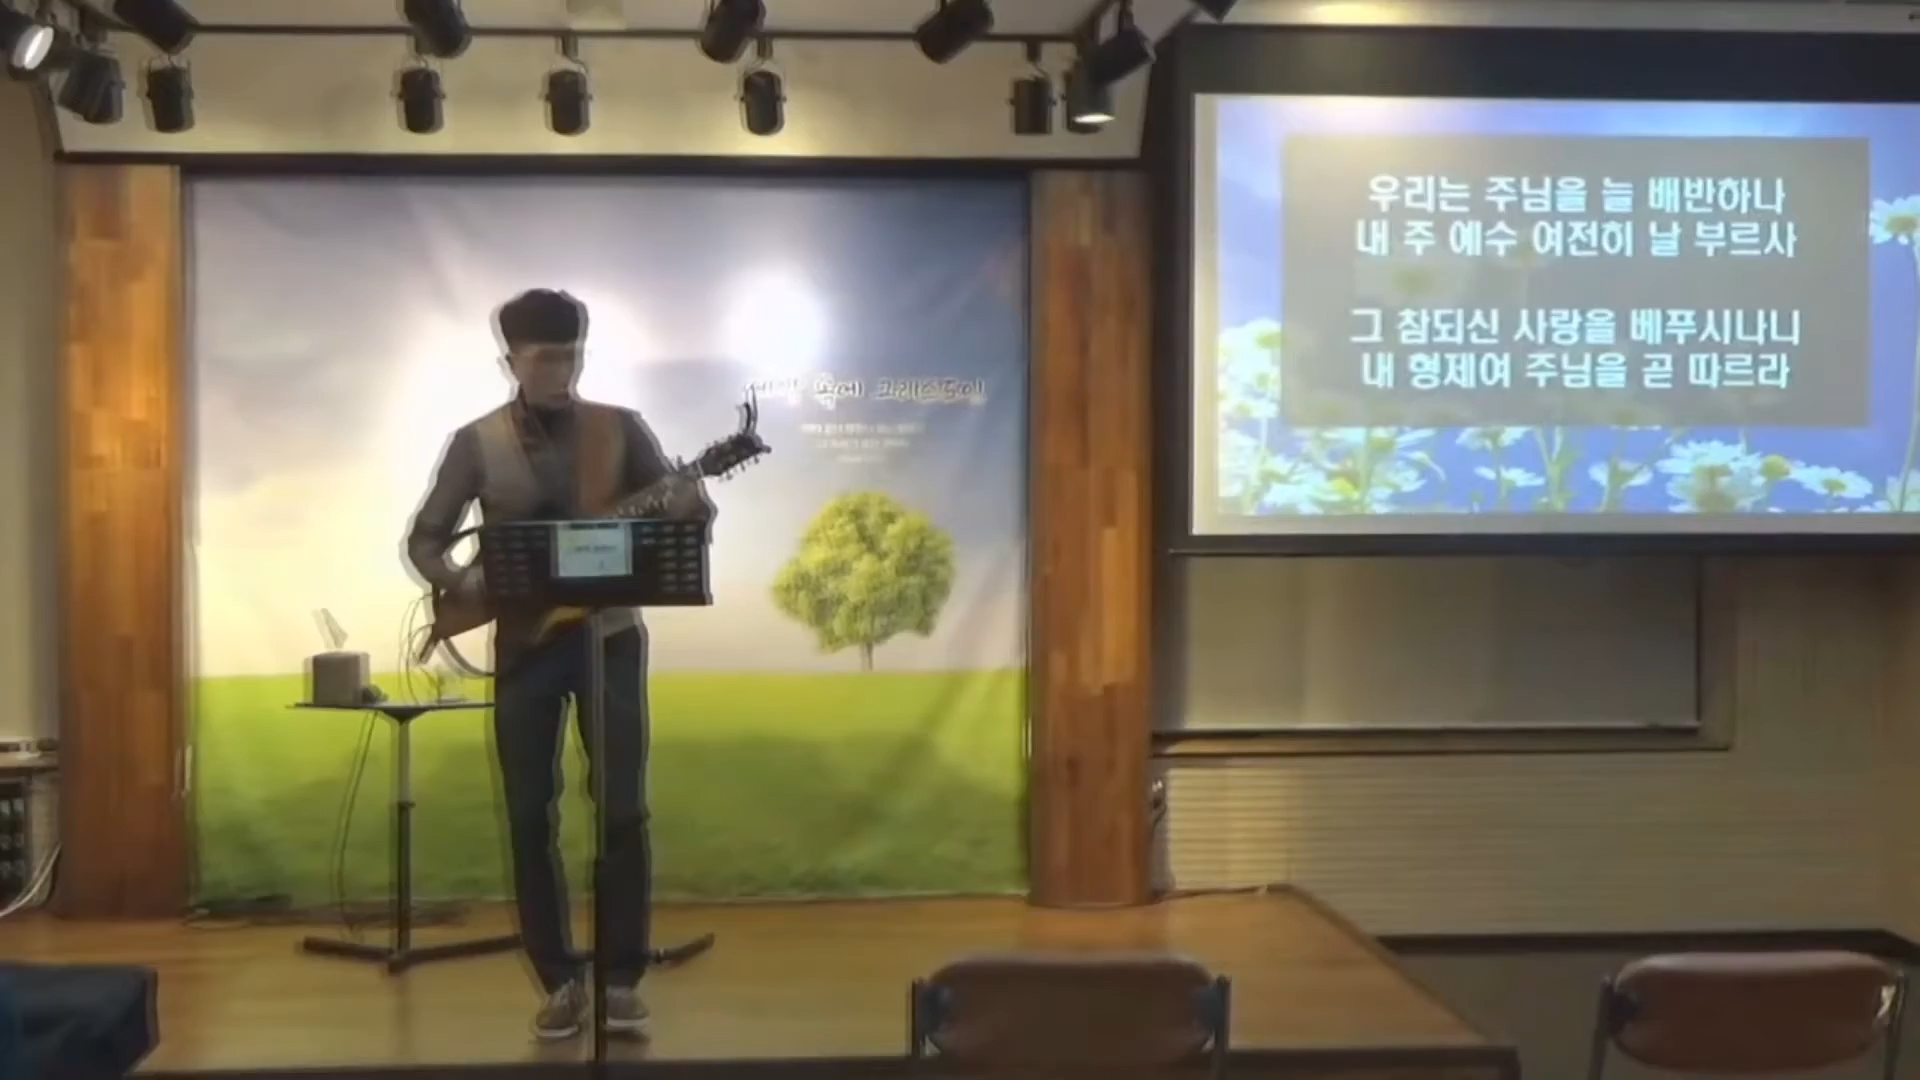 우리는 주님을 늘 배반하나
내 주 예수 여전히 날 부르사
그 참되신 사랑을 베푸시나니
내 형제여 주님을 곧 따르라